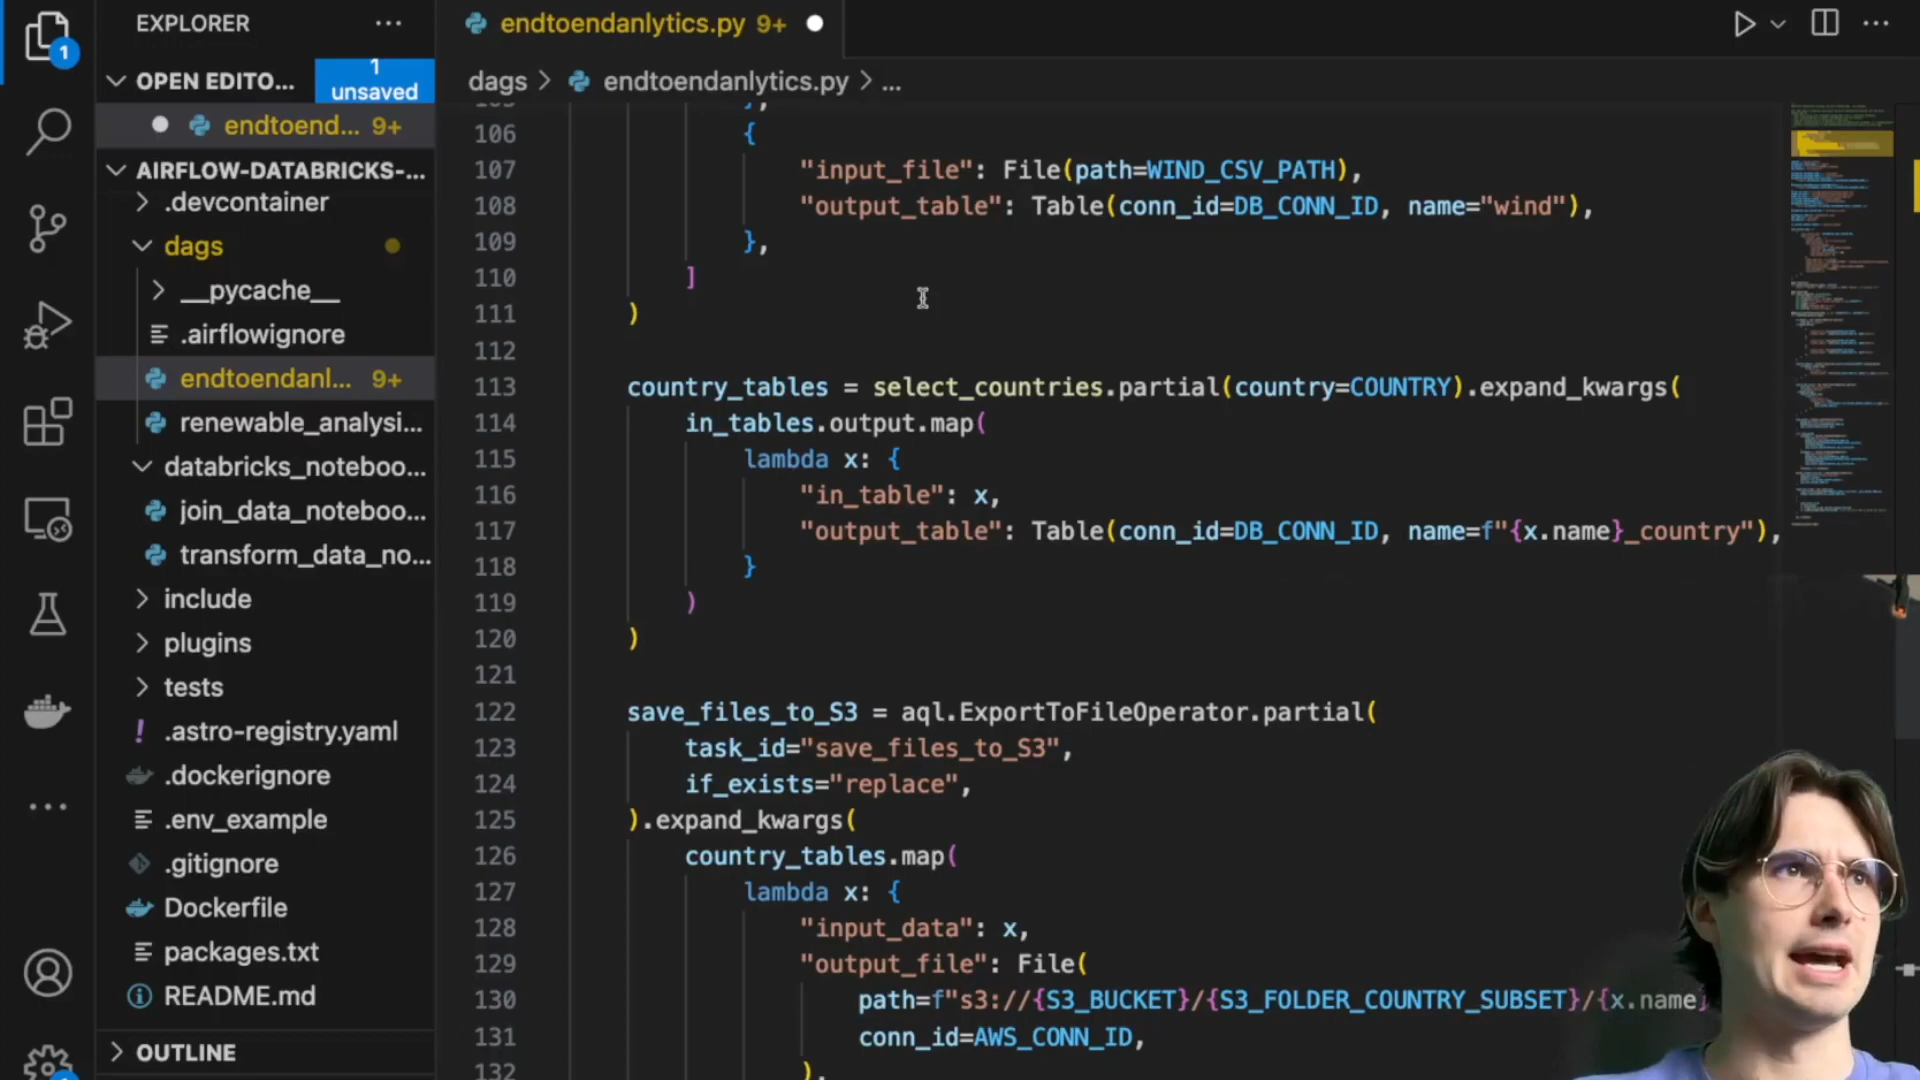 EXPLORER
1
OPEN EDITO...
1
unsaved
endtoend... 9+
AIRFLOW-DATABRICKS-...
.devcontainer
dags
__pycache__
.airflowignore
endtoendanl... 9+
renewable_analysi...
databricks_noteboo...
join_data_noteboo...
transform_data_no...
include
plugins
tests
.astro-registry.yaml
.dockerignore
.env_example
.gitignore
Dockerfile
packages.txt
README.md
OUTLINE
endtoendanlytics.py 9+
dags > endtoendanlytics.py > ...
106 {
107 "input_file": File(path=WIND_CSV_PATH),
108 "output_table": Table(conn_id=DB_CONN_ID, name="wind"),
109 },
110 ]
111 )
112
113 country_tables = select_countries.partial(country=COUNTRY).expand_kwargs(
114 in_tables.output.map(
115 lambda x: {
116 "in_table": x,
117 "output_table": Table(conn_id=DB_CONN_ID, name=f"{x.name}_country"),
118 }
119 )
120 )
121
122 save_files_to_S3 = aql.ExportToFileOperator.partial(
123 task_id="save_files_to_S3",
124 if_exists="replace",
125 ).expand_kwargs(
126 country_tables.map(
127 lambda x: {
128 "input_data": x,
129 "output_file": File(
130 path=f"s3://{S3_BUCKET}/{S3_FOLDER_COUNTRY_SUBSET}/{x.name}
131 conn_id=AWS_CONN_ID,
132 ),